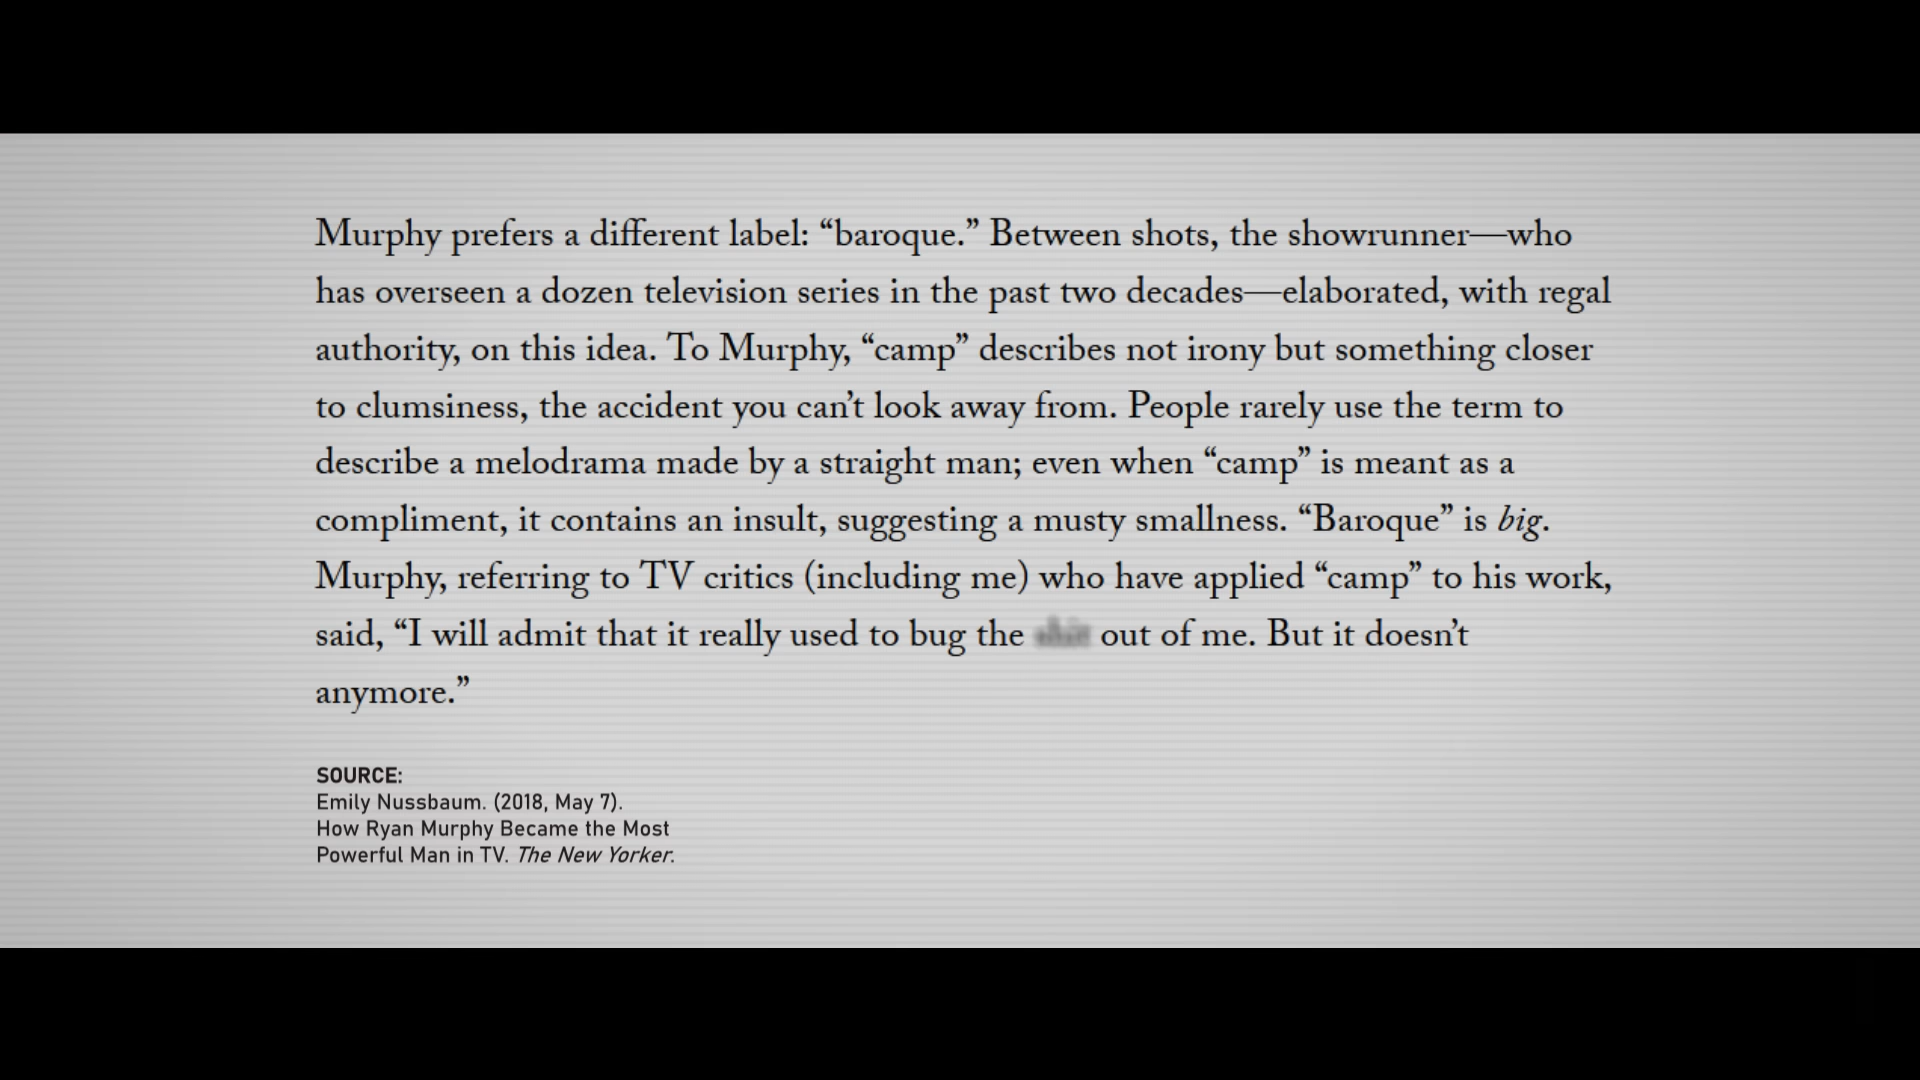 Murphy prefers a different label: “baroque.” Between shots, the showrunner—who
has overseen a dozen television series in the past two decades—elaborated, with regal
authority, on this idea. To Murphy, “camp” describes not irony but something closer
to clumsiness, the accident you can’t look away from. People rarely use the term to
describe a melodrama made by a straight man; even when “camp” is meant as a
compliment, it contains an insult, suggesting a musty smallness. “Baroque” is big.
Murphy, referring to TV critics (including me) who have applied “camp” to his work,
said, “I will admit that it really used to bug the out of me. But it doesn’t
anymore.”
SOURCE:
Emily Nussbaum. (2018, May 7).
How Ryan Murphy Became the Most
Powerful Man in TV. The New Yorker.